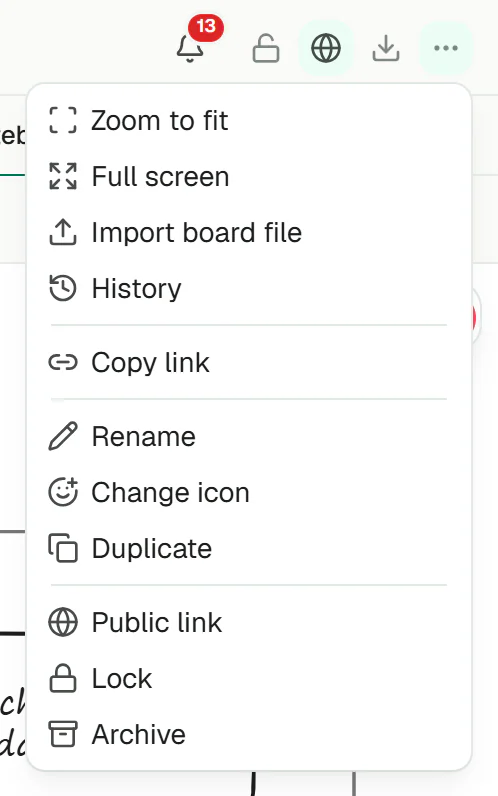 13
Zoom to fit
Full screen
Import board file
History
Copy link
Rename
Change icon
Duplicate
Public link
Lock
Archive